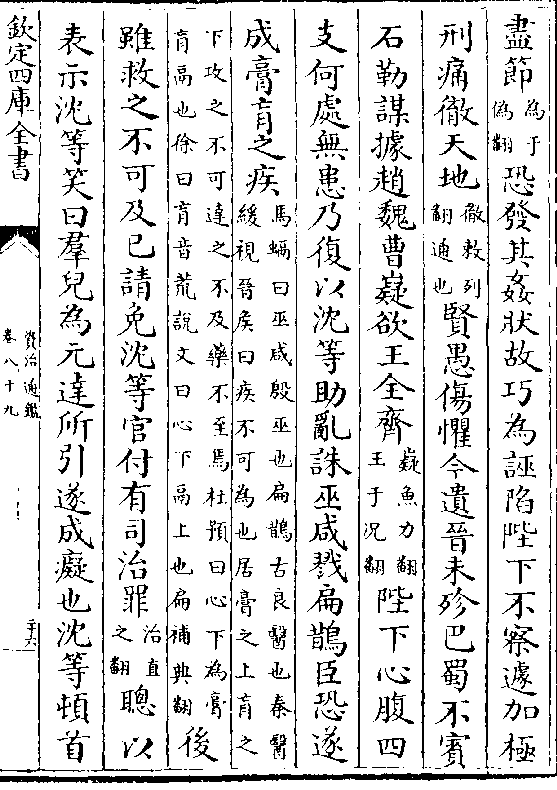 盡節為于偽翻恐發其姦狀故巧為誣陷陛下不察遽加極
刑痛徹天地徹敕列翻通也賢愚傷懼今遺晉未殄巴蜀不賓
石勒謀據趙魏曹嶷欲王全齊嶷魚力翻王于況翻陛下心腹四
支何處無患乃復以沈等助亂誅巫咸戮扁鵲臣恐遂
成膏肓之疾馬螎曰巫咸殷巫也扁鵲古良醫也秦醫緩視晉矦曰疾不可為也居膏之上肓之
下攻之不可達之不及藥不至焉杜預曰心下為膏肓鬲也徐曰肓音荒說文曰心下鬲上也扁補典翻後
雖救之不可及已請免沈等官付有司治罪治直之翻聰以
表示沈等笑曰羣兒為元達所引遂成癡也沈等頓首
欽定四庫全書
資治通鑑
卷八十九